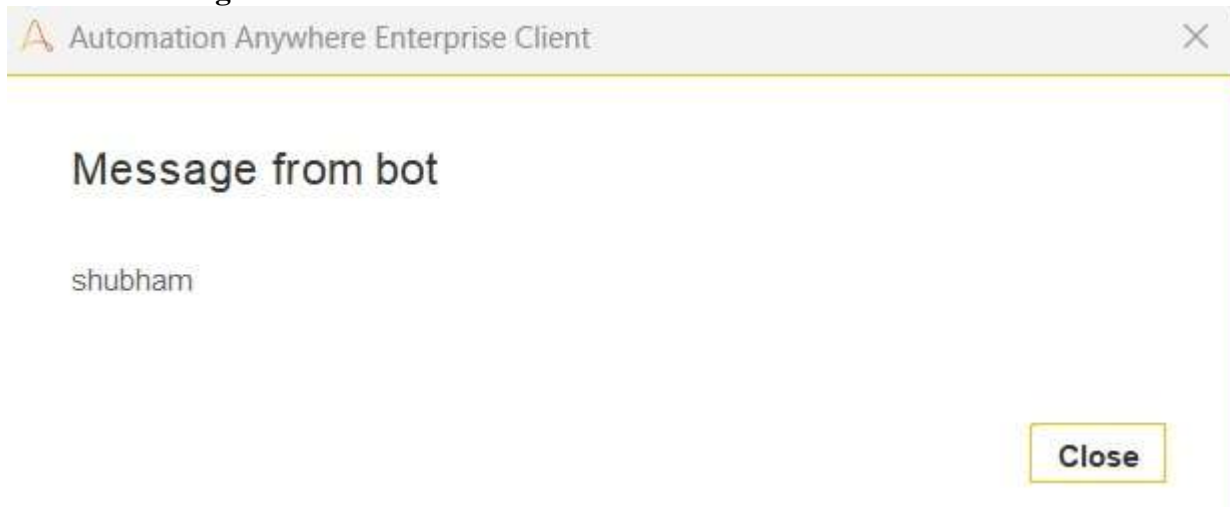 Automation Anywhere Enterprise Client
Message from bot
shubham
Close